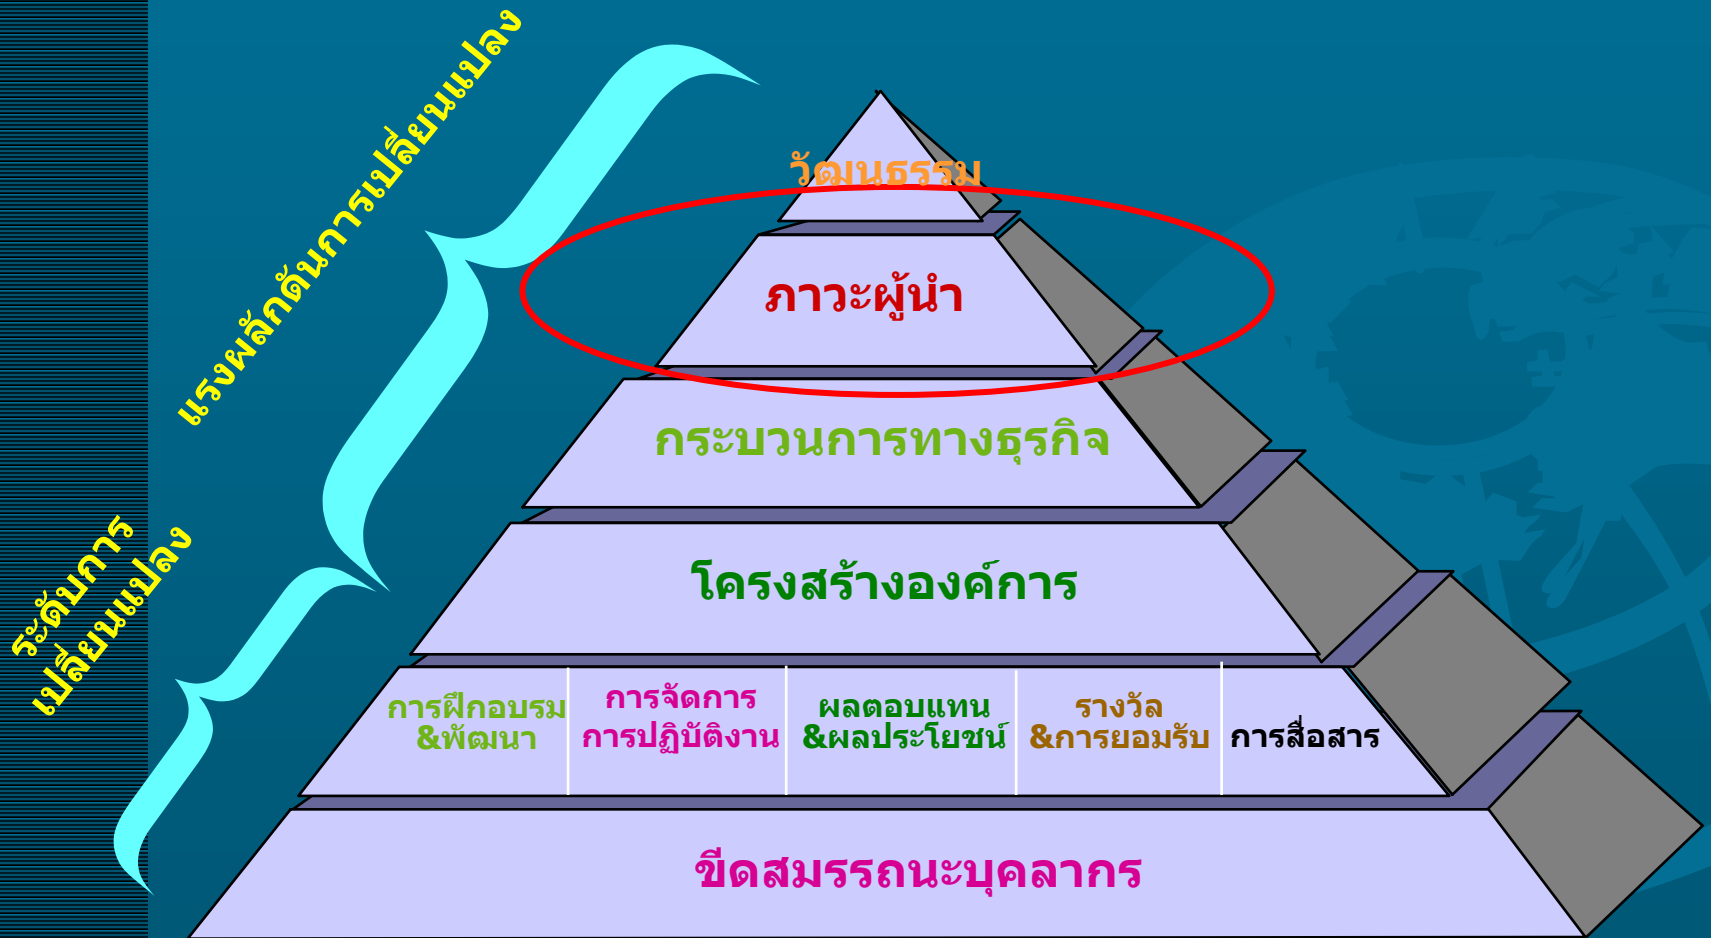 แรงผลักดันการเปลี่ยนแปลง
ระดับการ
เปลี่ยนแปลง
วัฒนธรรม
ภาวะผู้นำ
กระบวนการทางธุรกิจ
โครงสร้างองค์การ
การฝึกอบรม
&พัฒนา
การจัดการ
การปฏิบัติงาน
ผลตอบแทน
&ผลประโยชน์
รางวัล
&การยอมรับ
การสื่อสาร
ขีดสมรรถนะบุคลากร